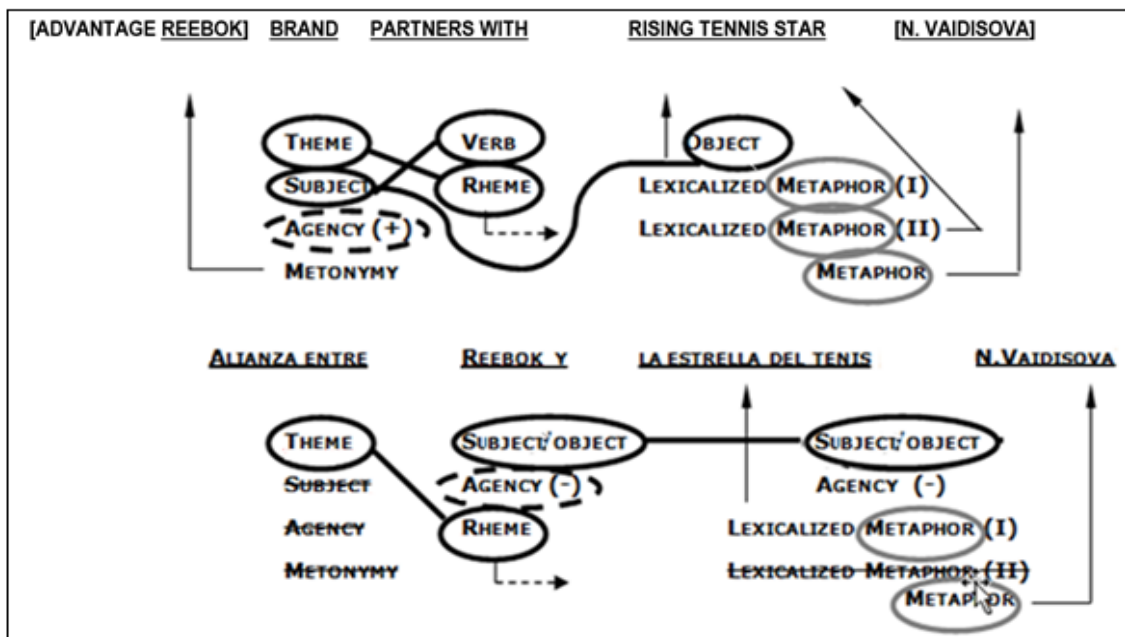 [ADVANTAGE REEBOK] BRAND PARTNERS WITH RISING TENNIS STAR [N. VAIDISOVA]
THEME VERB OBJECT
SUBJECT RHEME LEXICALIZED METAPHOR (I)
AGENCY (+) LEXICALIZED METAPHOR (II)
METONYMY METAPHOR
ALIANZA ENTRE REEBOK Y LA ESTRELLA DEL TENIS N.VAIDISOVA
THEME SUBJECT/OBJECT SUBJECT/OBJECT
SUBJECT AGENCY (-) AGENCY (-)
AGENCY RHEME LEXICALIZED METAPHOR (I)
METONYMY LEXICALIZED METAPHOR (II)
METAPHOR